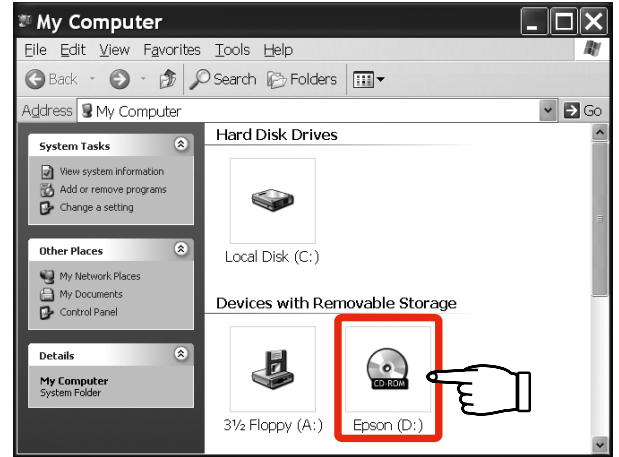 My Computer
File Edit View Favorites Tools Help
Back Search Folders
Address My Computer Go
System Tasks
View system information
Add or remove programs
Change a setting
Other Places
My Network Places
My Documents
Control Panel
Details
My Computer
System Folder
Hard Disk Drives
Local Disk (C:)
Devices with Removable Storage
3½ Floppy (A:)
CD-ROM
Epson (D:)